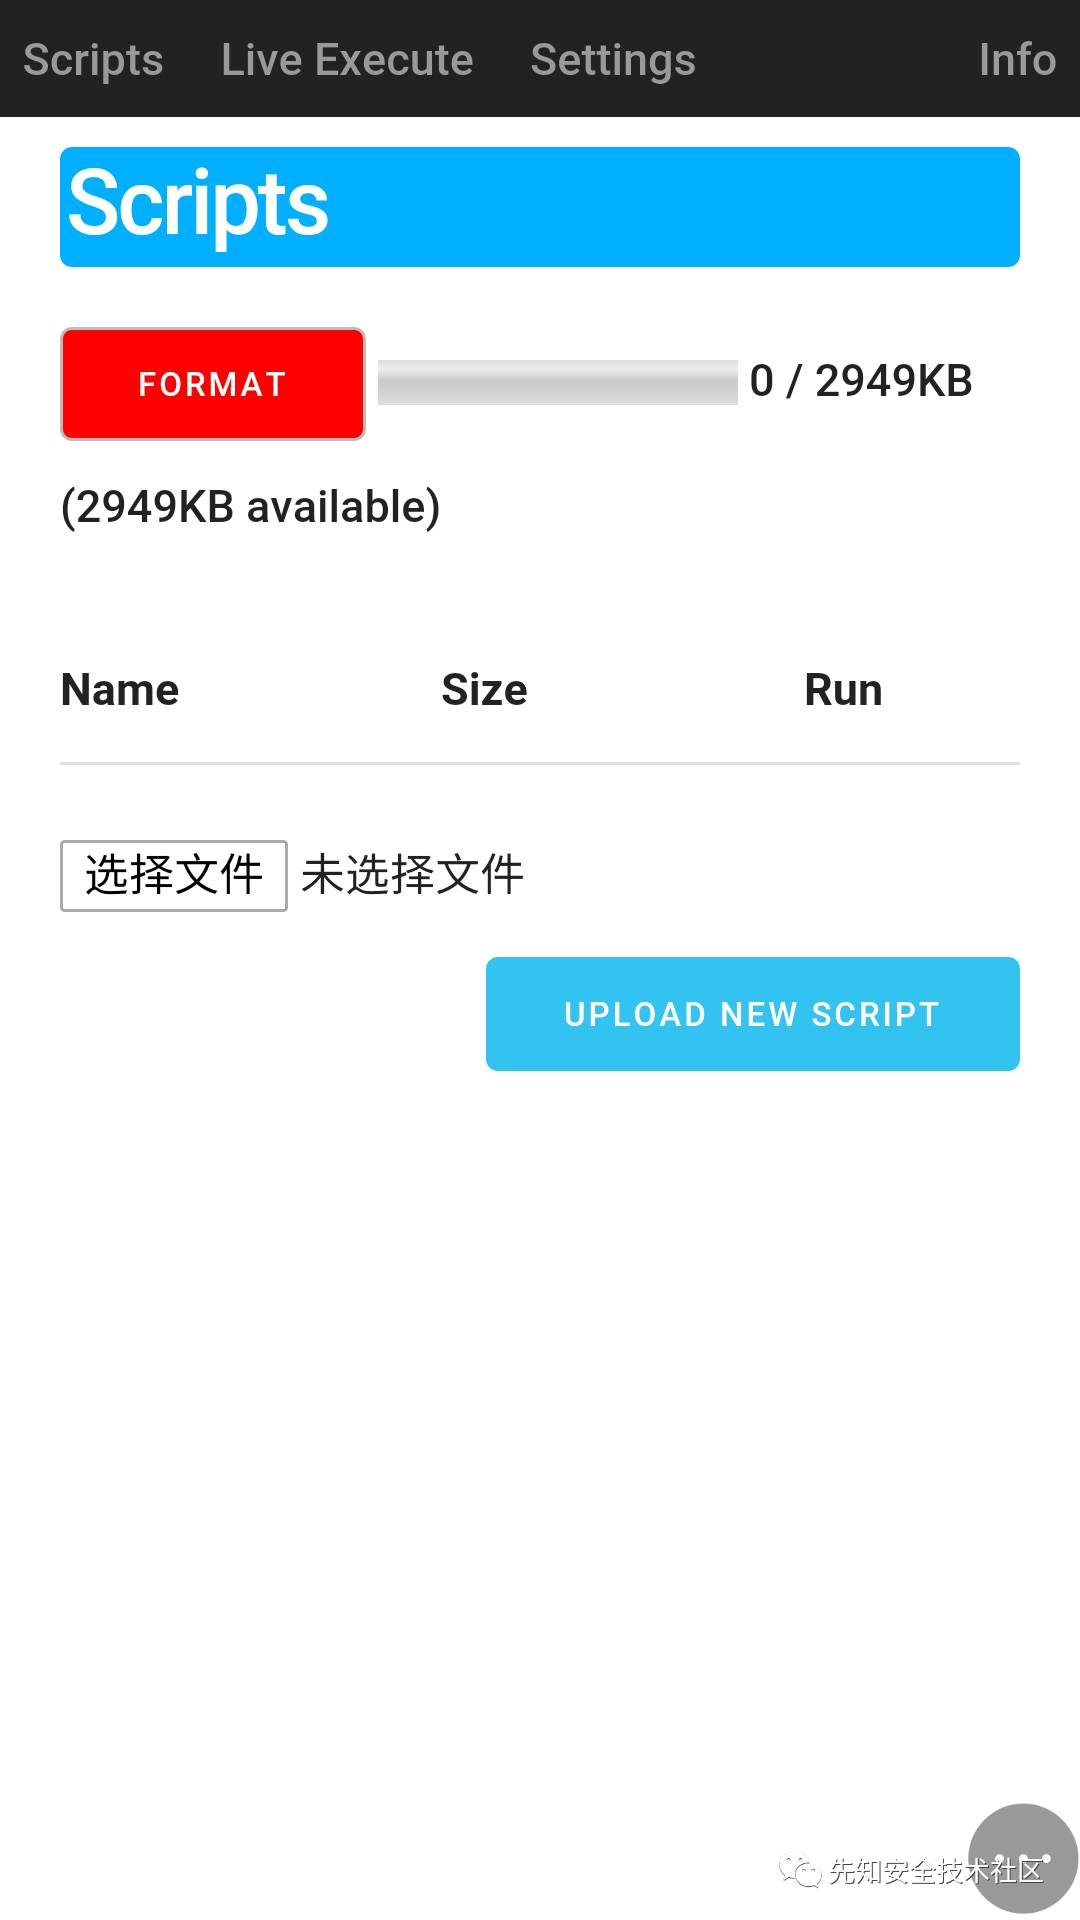 Scripts Live Execute Settings Info
Scripts
FORMAT 0 / 2949KB
(2949KB available)
Name Size Run
选择文件 未选择文件
UPLOAD NEW SCRIPT
先知安全技术社区